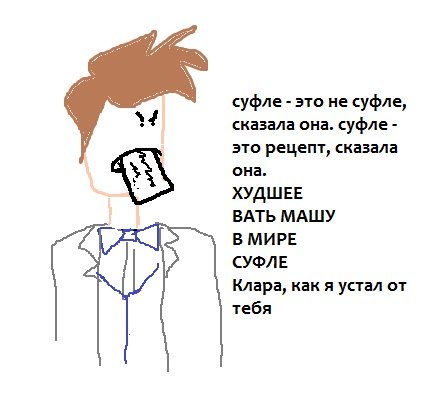 суфле - это не суфле,
сказала она. суфле -
это рецепт, сказала
она.
ХУДШЕЕ
ВАТЬ МАШУ
В МИРЕ
СУФЛЕ
Клара, как я устал от
тебя